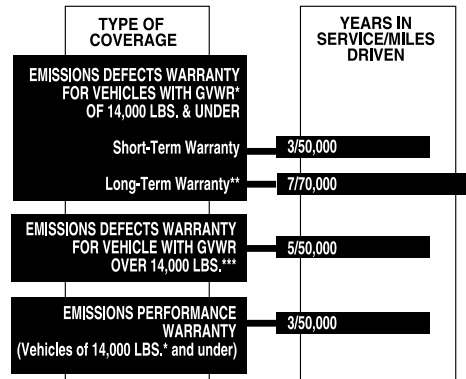 TYPE OF
COVERAGE
YEARS IN
SERVICE/MILES
DRIVEN
EMISSIONS DEFECTS WARRANTY
FOR VEHICLES WITH GVWR*
OF 14,000 LBS. & UNDER
Short-Term Warranty
3/50,000
Long-Term Warranty**
7/70,000
EMISSIONS DEFECTS WARRANTY
FOR VEHICLE WITH GVWR
OVER 14,000 LBS.***
5/50,000
EMISSIONS PERFORMANCE
WARRANTY
(Vehicles of 14,000 LBS.* and under)
3/50,000